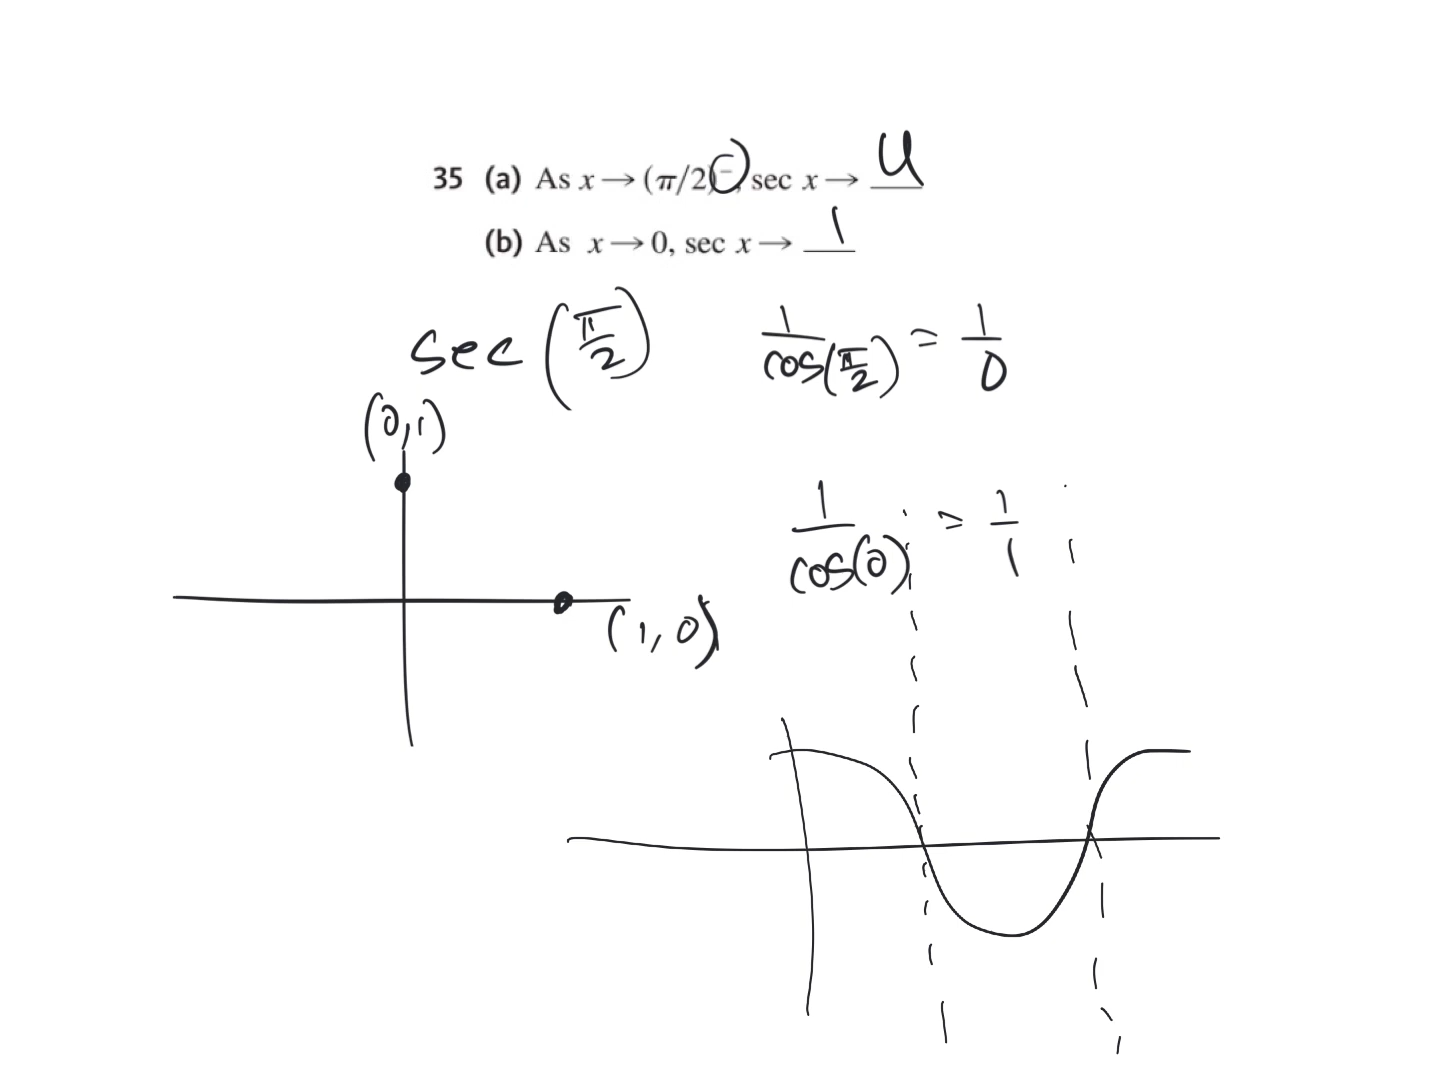 35 (a) As x → (π/2)⁻, sec x → U
(b) As x → 0, sec x → 1
sec (π/2)
1/cos(π/2) = 1/0
(0,1)
1/cos(0) = 1/1
(1,0)